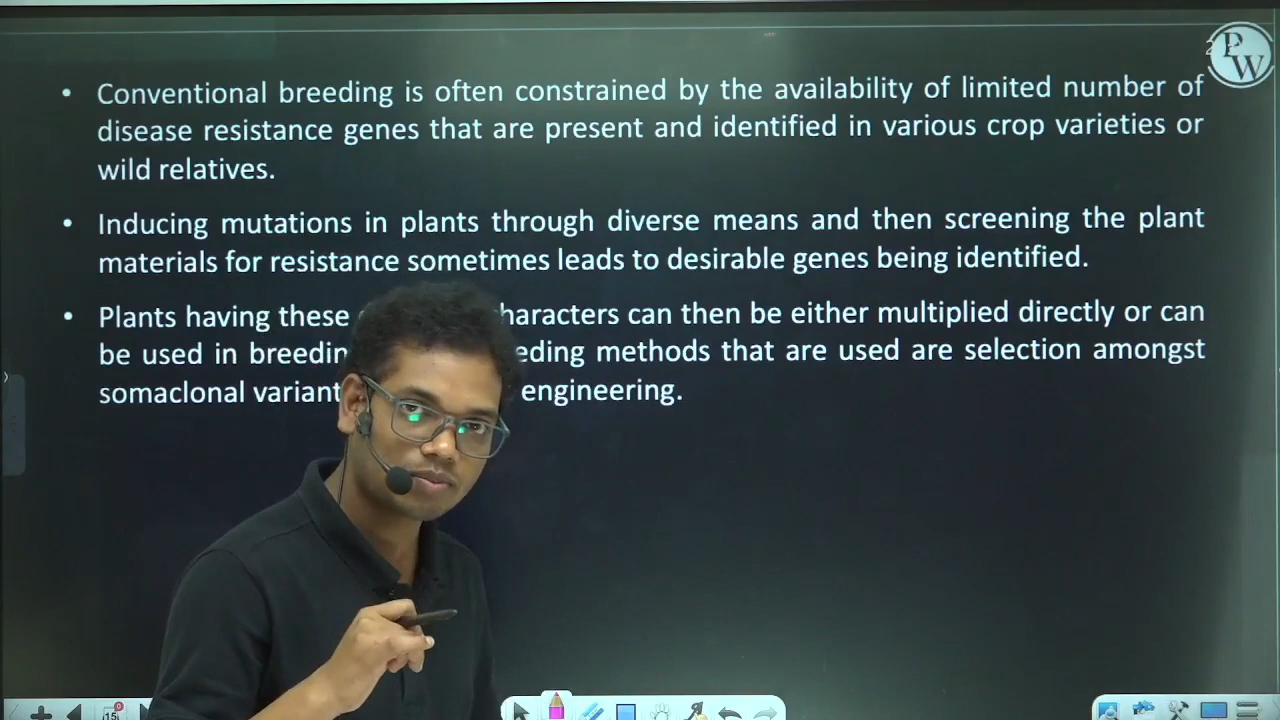 PW
• Conventional breeding is often constrained by the availability of limited number of
disease resistance genes that are present and identified in various crop varieties or
wild relatives.
• Inducing mutations in plants through diverse means and then screening the plant
materials for resistance sometimes leads to desirable genes being identified.
• Plants having these haracters can then be either multiplied directly or can
be used in breedin eding methods that are used are selection amongst
somaclonal variant engineering.
15